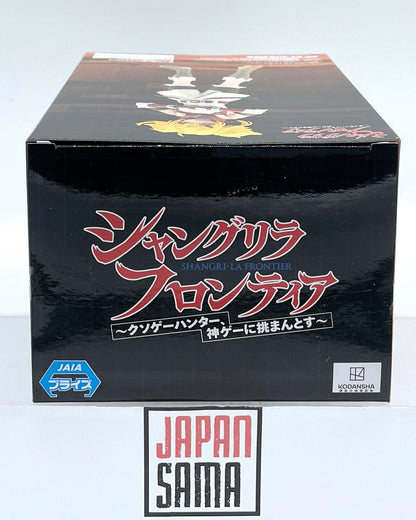 シャングリラ
SHANGRI-LA FRONTIER
フロンティア
～クソゲーハンター、
神ゲーに挑まんとす～
JAIA
プライズ
KODANSHA
JAPAN
SAMA